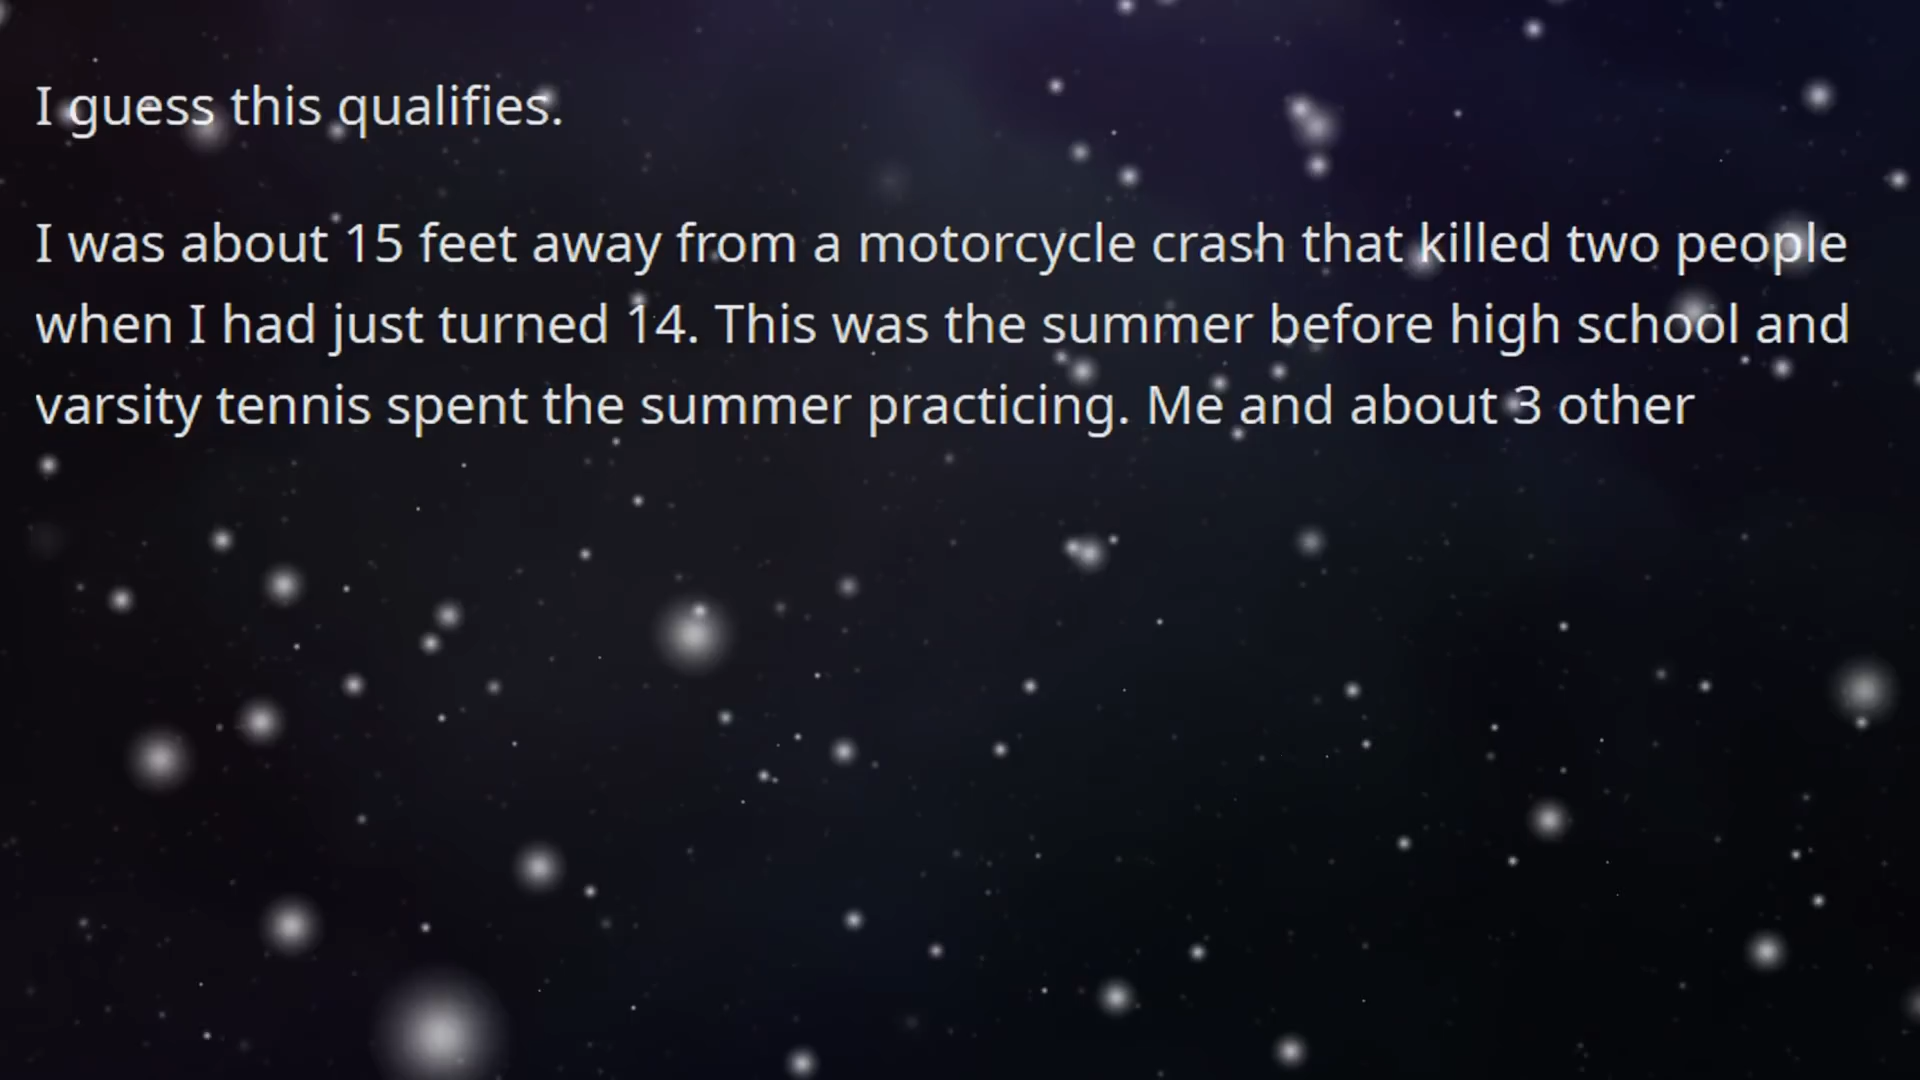 I guess this qualifies.
I was about 15 feet away from a motorcycle crash that killed two people
when I had just turned 14. This was the summer before high school and
varsity tennis spent the summer practicing. Me and about 3 other